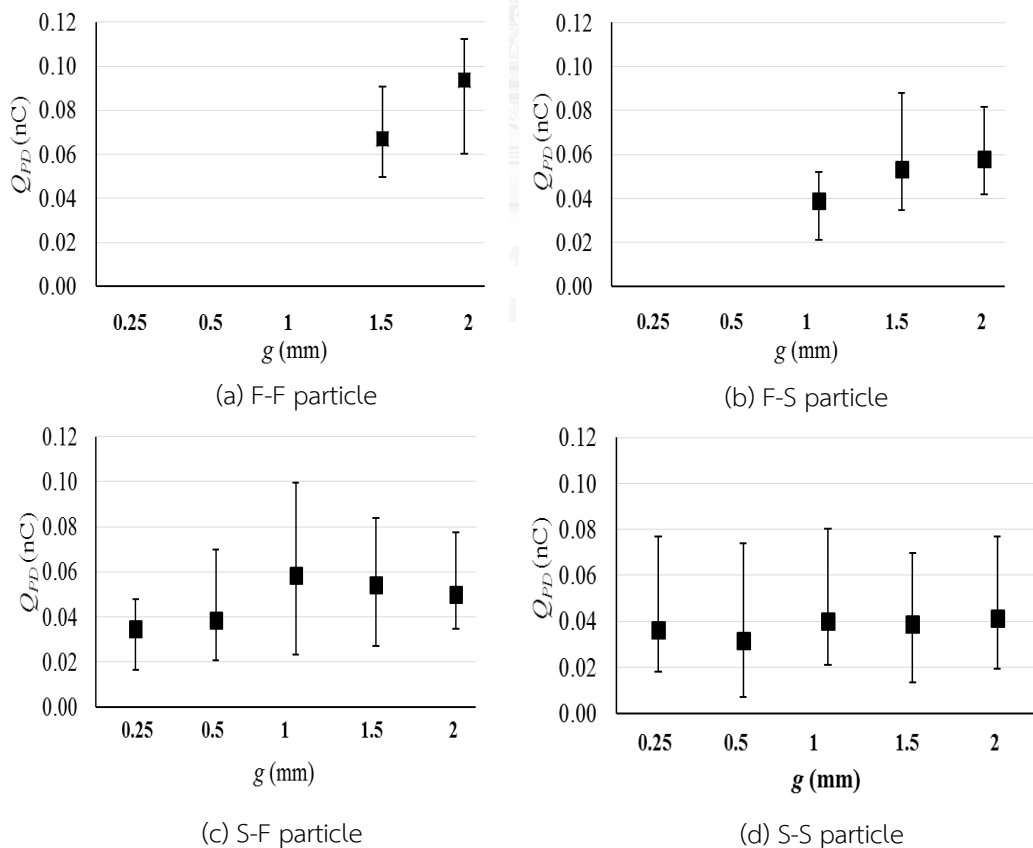 0.12
0.10
0.08
0.06
0.04
0.02
0.00
Q_PD (nC)
0.25 0.5 1 1.5 2
g (mm)
(a) F-F particle
0.12
0.10
0.08
0.06
0.04
0.02
0.00
Q_PD (nC)
0.25 0.5 1 1.5 2
g (mm)
(b) F-S particle
0.12
0.10
0.08
0.06
0.04
0.02
0.00
Q_PD (nC)
0.25 0.5 1 1.5 2
g (mm)
(c) S-F particle
0.12
0.10
0.08
0.06
0.04
0.02
0.00
Q_PD (nC)
0.25 0.5 1 1.5 2
g (mm)
(d) S-S particle